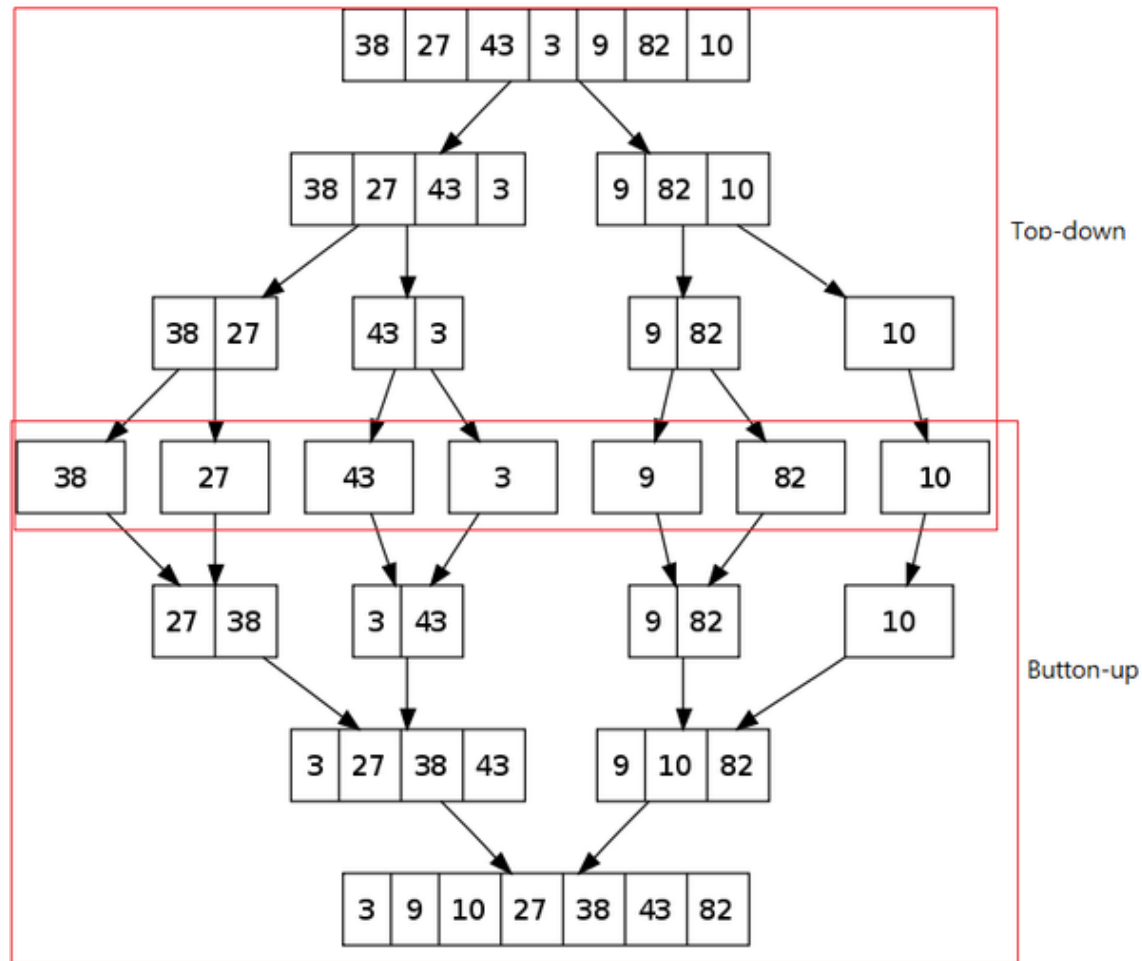 38 27 43 3 9 82 10
38 27 43 3 9 82 10
Top-down
38 27 43 3 9 82 10
38 27 43 3 9 82 10
27 38 3 43 9 82 10
Button-up
3 27 38 43 9 10 82
3 9 10 27 38 43 82